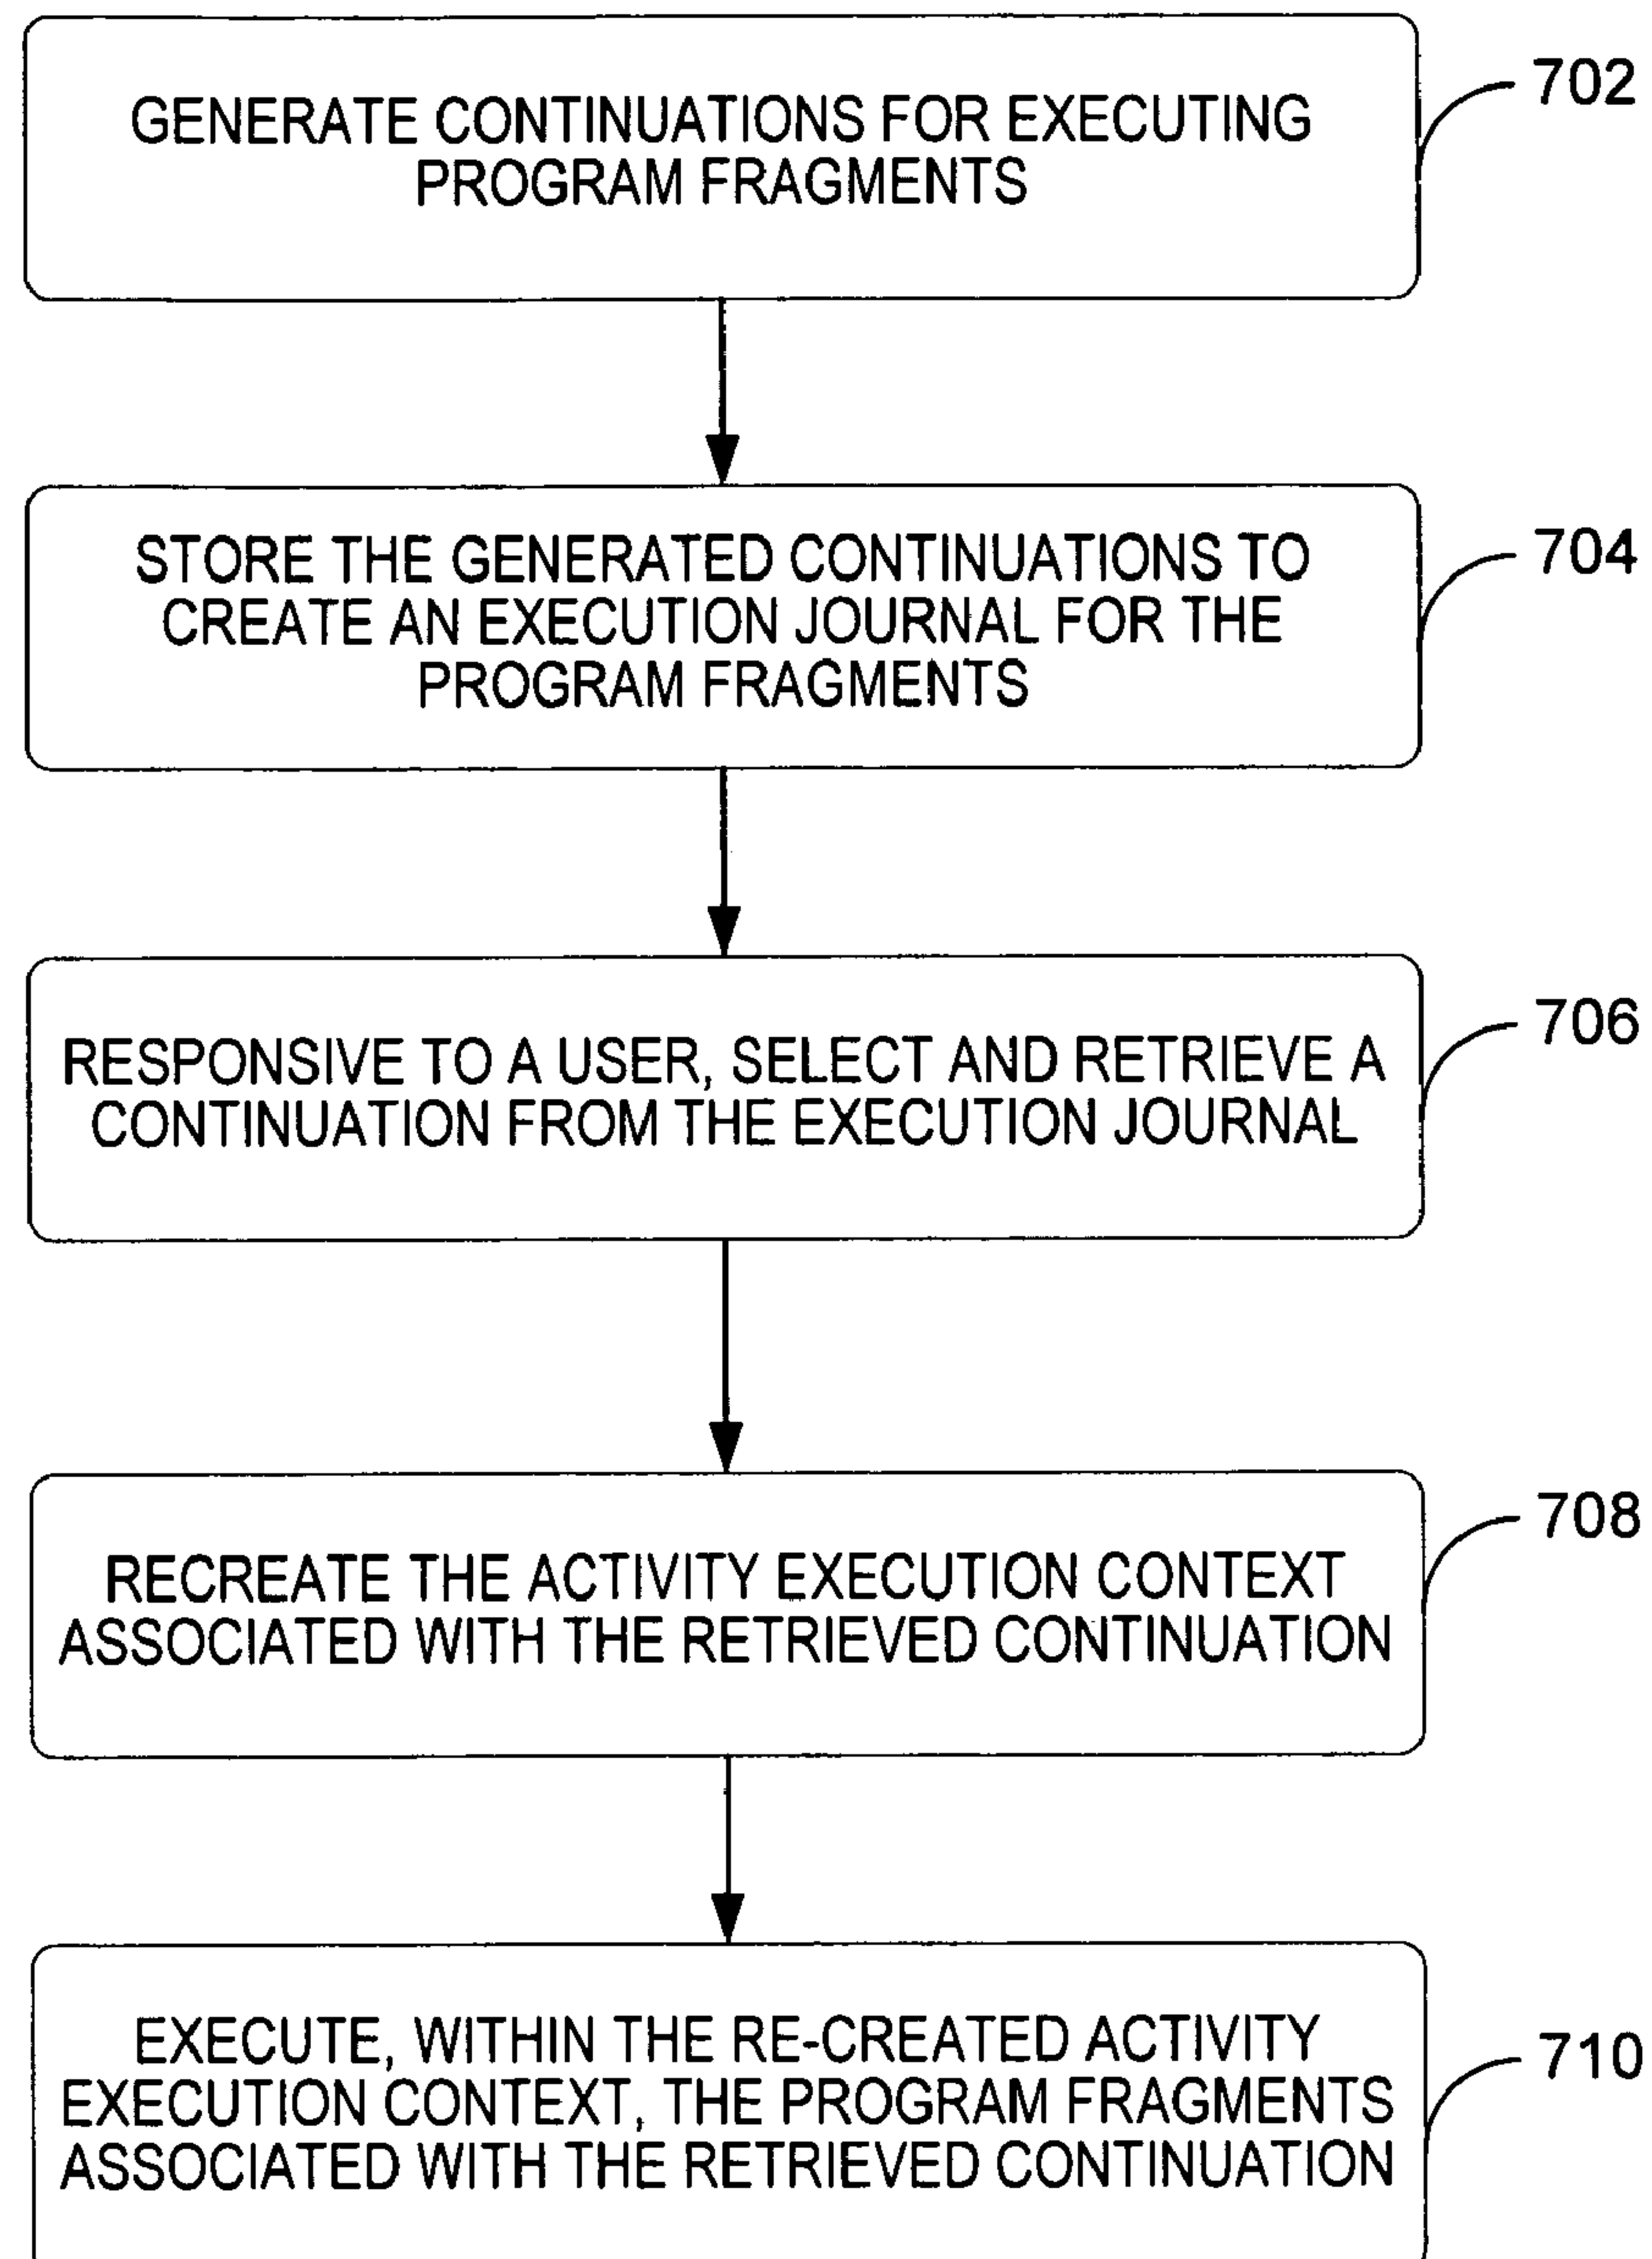 GENERATE CONTINUATIONS FOR EXECUTING
PROGRAM FRAGMENTS
702
STORE THE GENERATED CONTINUATIONS TO
CREATE AN EXECUTION JOURNAL FOR THE
PROGRAM FRAGMENTS
704
RESPONSIVE TO A USER, SELECT AND RETRIEVE A
CONTINUATION FROM THE EXECUTION JOURNAL
706
RECREATE THE ACTIVITY EXECUTION CONTEXT
ASSOCIATED WITH THE RETRIEVED CONTINUATION
708
EXECUTE, WITHIN THE RE-CREATED ACTIVITY
EXECUTION CONTEXT, THE PROGRAM FRAGMENTS
ASSOCIATED WITH THE RETRIEVED CONTINUATION
710